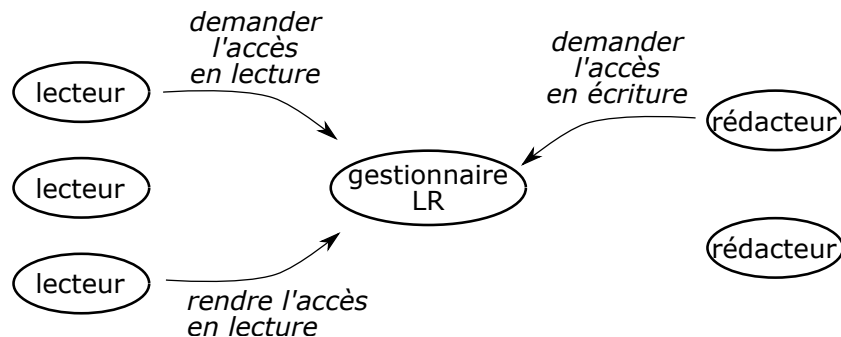 demander
l'accès
en lecture
lecteur
lecteur
lecteur
rendre l'accès
en lecture
gestionnaire
LR
demander
l'accès
en écriture
rédacteur
rédacteur